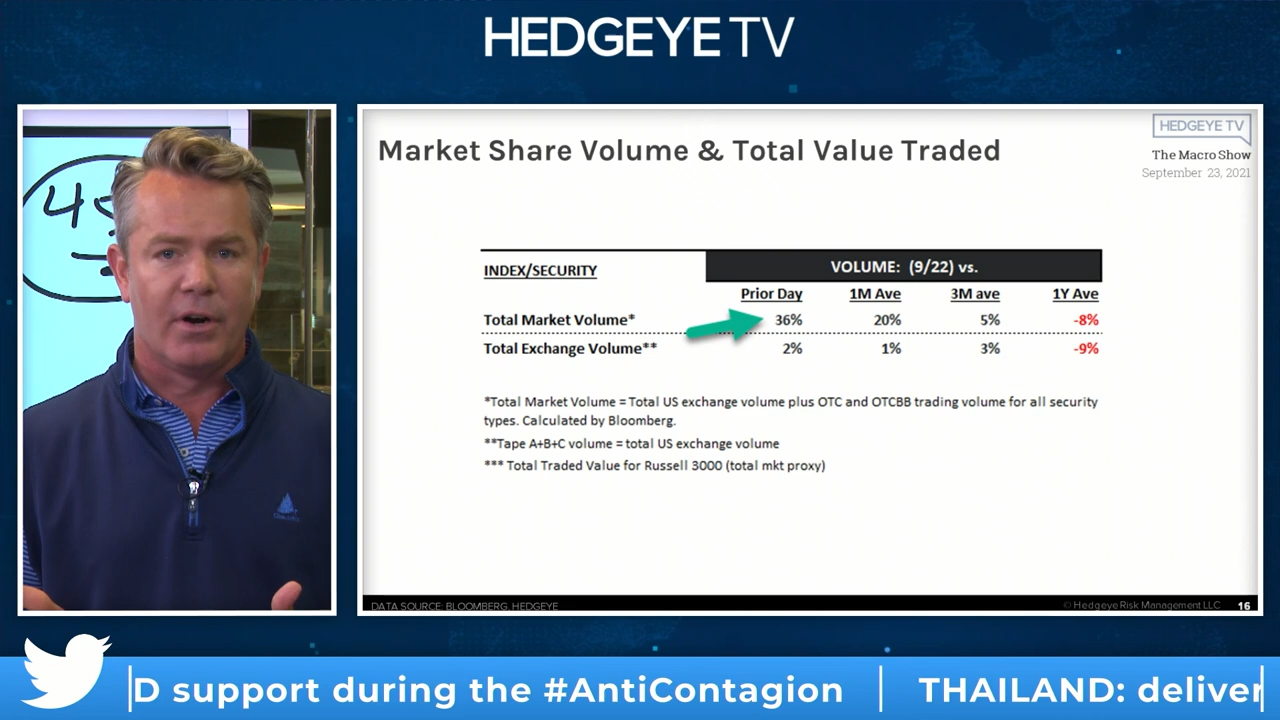 HEDGEYE TV
HEDGEYE TV
The Macro Show
September 23, 2021
Market Share Volume & Total Value Traded
INDEX/SECURITY
VOLUME: (9/22) vs.
Prior Day 1M Ave 3M ave 1Y Ave
Total Market Volume* 36% 20% 5% -8%
Total Exchange Volume** 2% 1% 3% -9%
*Total Market Volume = Total US exchange volume plus OTC and OTCBB trading volume for all security
types. Calculated by Bloomberg.
**Tape A+B+C volume = total US exchange volume
*** Total Traded Value for Russell 3000 (total mkt proxy)
DATA SOURCE: BLOOMBERG, HEDGEYE
© Hedgeye Risk Management LLC 16
D support during the #AntiContagion | THAILAND: deliver